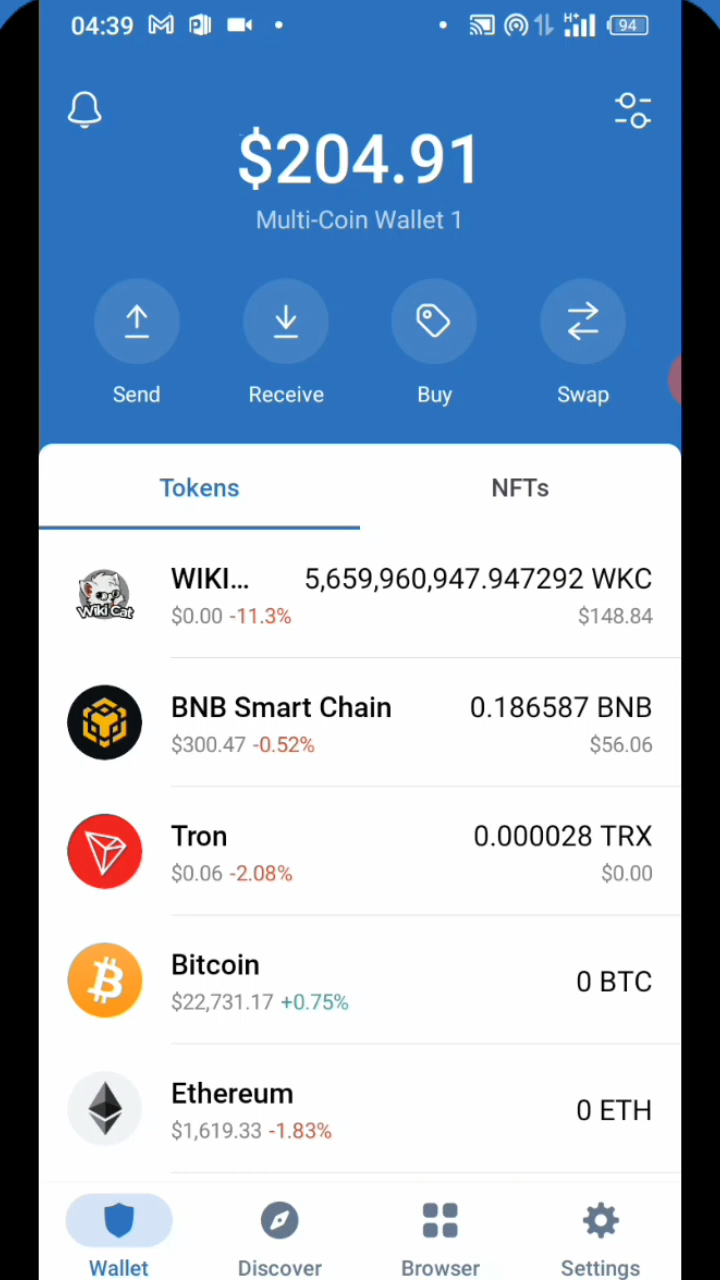 04:39
94
$204.91
Multi-Coin Wallet 1
Send Receive Buy Swap
Tokens NFTs
Wiki Cat
WIKI... 5,659,960,947.947292 WKC
$0.00 -11.3% $148.84
BNB Smart Chain 0.186587 BNB
$300.47 -0.52% $56.06
Tron 0.000028 TRX
$0.06 -2.08% $0.00
Bitcoin 0 BTC
$22,731.17 +0.75%
Ethereum 0 ETH
$1,619.33 -1.83%
Wallet Discover Browser Settings